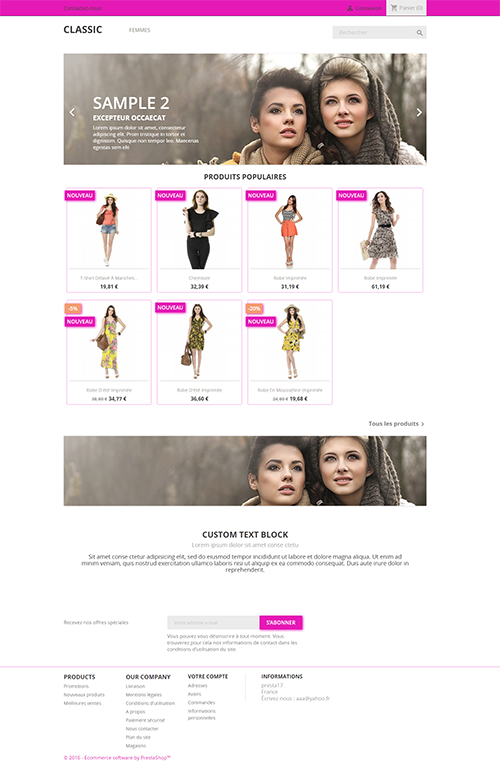 Contactez-nous
Connexion
Panier (0)
CLASSIC
FEMMES
Rechercher
SAMPLE 2
EXCEPTEUR OCCAECAT
Lorem ipsum dolor sit amet, consectetur
adipiscing elit. Proin tristique in tortor et
dignissim. Quisque non tempor leo. Maecenas
egestas sem elit
PRODUITS POPULAIRES
NOUVEAU
NOUVEAU
NOUVEAU
NOUVEAU
T-Shirt Délavé À Manches...
Chemisier
Robe Imprimée
Robe Imprimée
19,81 €
32,39 €
31,19 €
61,19 €
-5%
NOUVEAU
NOUVEAU
-20%
NOUVEAU
Robe D'été Imprimée
Robe D'été Imprimée
Robe En Mousseline Imprimée
34,77 €
36,60 €
19,68 €
Tous les produits
CUSTOM TEXT BLOCK
Lorem ipsum dolor sit amet conse ctetu
Sit amet conse ctetur adipisicing elit, sed do eiusmod tempor incididunt ut labore et dolore magna aliqua. Ut enim ad
minim veniam, quis nostrud exercitation ullamco laboris nisi ut aliquip ex ea commodo consequat. Duis aute irure dolor in
reprehenderit.
Recevez nos offres spéciales
Votre adresse e-mail
S'ABONNER
Vous pouvez vous désinscrire à tout moment. Vous
trouverez pour cela nos informations de contact dans les
conditions d'utilisation du site.
PRODUCTS
Promotions
Nouveaux produits
Meilleures ventes
OUR COMPANY
Livraison
Mentions légales
Conditions d'utilisation
A propos
Paiement sécurisé
Nous contacter
Plan du site
Magasins
VOTRE COMPTE
Adresses
Avoirs
Commandes
Informations
personnelles
INFORMATIONS
presta17
France
Écrivez-nous : aaa@yahoo.fr
© 2016 - Ecommerce software by PrestaShop™